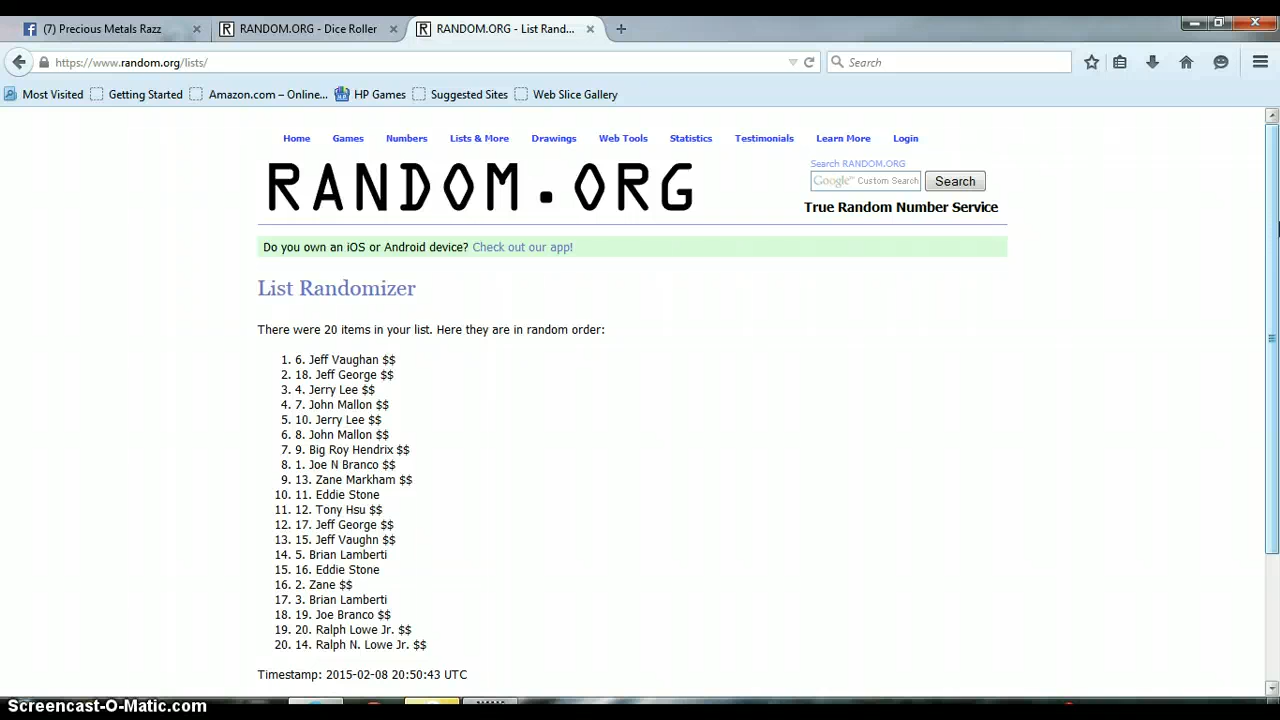 (7) Precious Metals Razz
RANDOM.ORG - Dice Roller
RANDOM.ORG - List Rand...
https://www.random.org/lists/
Search
Most Visited
Getting Started
Amazon.com – Online...
HP Games
Suggested Sites
Web Slice Gallery
Home Games Numbers Lists & More Drawings Web Tools Statistics Testimonials Learn More Login
RANDOM.ORG
Search RANDOM.ORG
Google™ Custom Search
Search
True Random Number Service
Do you own an iOS or Android device? Check out our app!
List Randomizer
There were 20 items in your list. Here they are in random order:
1. 6. Jeff Vaughan $$
2. 18. Jeff George $$
3. 4. Jerry Lee $$
4. 7. John Mallon $$
5. 10. Jerry Lee $$
6. 8. John Mallon $$
7. 9. Big Roy Hendrix $$
8. 1. Joe N Branco $$
9. 13. Zane Markham $$
10. 11. Eddie Stone
11. 12. Tony Hsu $$
12. 17. Jeff George $$
13. 15. Jeff Vaughn $$
14. 5. Brian Lamberti
15. 16. Eddie Stone
16. 2. Zane $$
17. 3. Brian Lamberti
18. 19. Joe Branco $$
19. 20. Ralph Lowe Jr. $$
20. 14. Ralph N. Lowe Jr. $$
Timestamp: 2015-02-08 20:50:43 UTC
Screencast-O-Matic.com